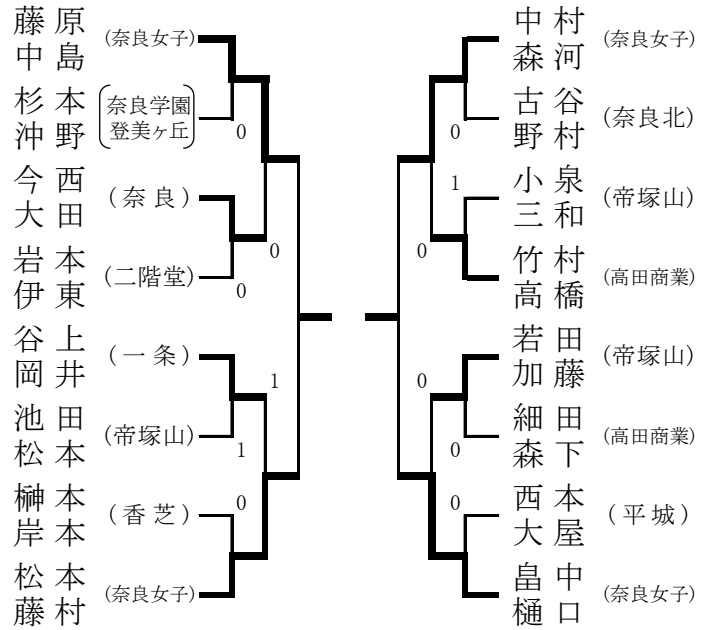 藤原
中島
(奈良女子)
杉本
沖野
奈良学園
登美ヶ丘
0
今西
大田
(奈良)
0
岩本
伊東
(二階堂)
0
谷上
岡井
(一条)
1
池田
松本
(帝塚山)
1
榊本
岸本
(香芝)
0
松本
藤村
(奈良女子)
中村
森河
(奈良女子)
古谷
野村
(奈良北)
0
小泉
三和
(帝塚山)
1
竹村
高橋
(高田商業)
0
若田
加藤
(帝塚山)
0
細田
森下
(高田商業)
0
西本
大屋
(平城)
0
畠中
樋口
(奈良女子)